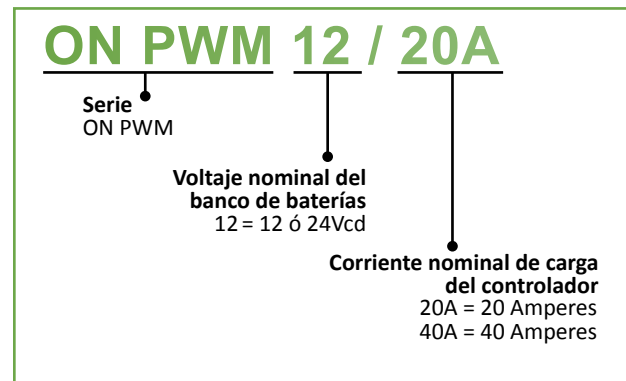 ON PWM 12 / 20A
Serie
ON PWM
Voltaje nominal del
banco de baterías
12 = 12 ó 24Vcd
Corriente nominal de carga
del controlador
20A = 20 Amperes
40A = 40 Amperes